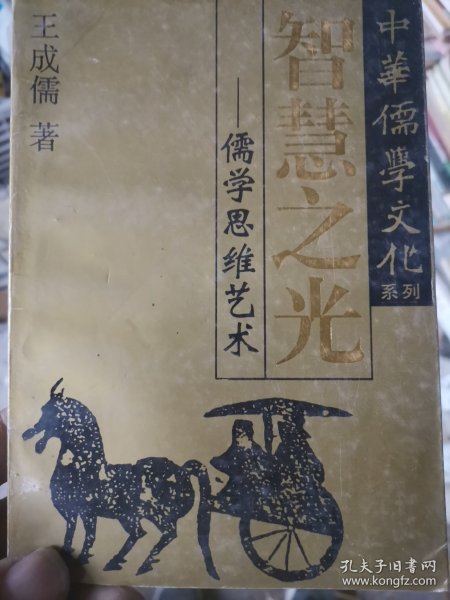 中華儒學文化
系列
智慧之光
——儒学思维艺术
王成儒 著
孔夫子旧书网
www.kongfz.com